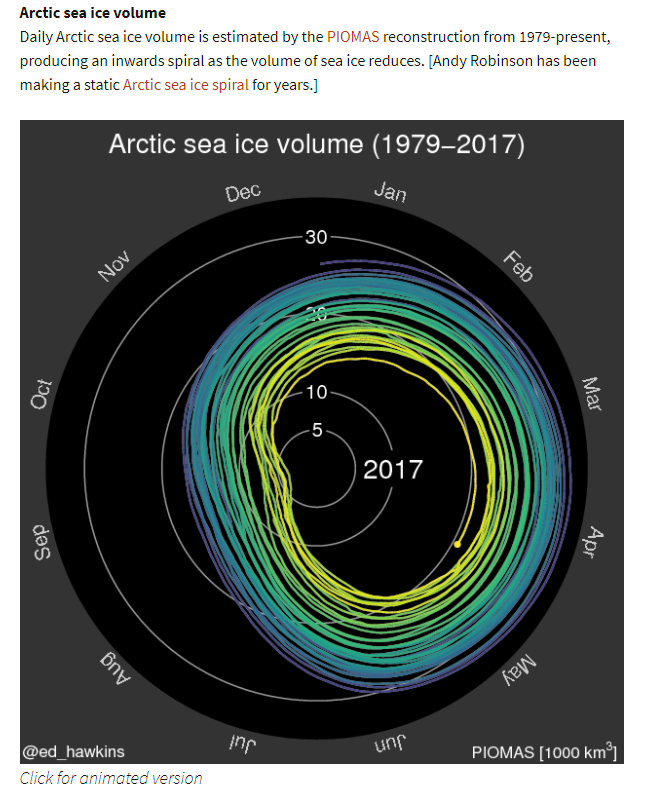 Arctic sea ice volume
Daily Arctic sea ice volume is estimated by the PIOMAS reconstruction from 1979-present,
producing an inwards spiral as the volume of sea ice reduces. [Andy Robinson has been
making a static Arctic sea ice spiral for years.]
Arctic sea ice volume (1979–2017)
Dec
Jan
Nov
Feb
30
20
Oct
Mar
10
5
2017
Sep
Apr
Aug
May
Jul
Jun
@ed_hawkins
PIOMAS [1000 km³]
Click for animated version